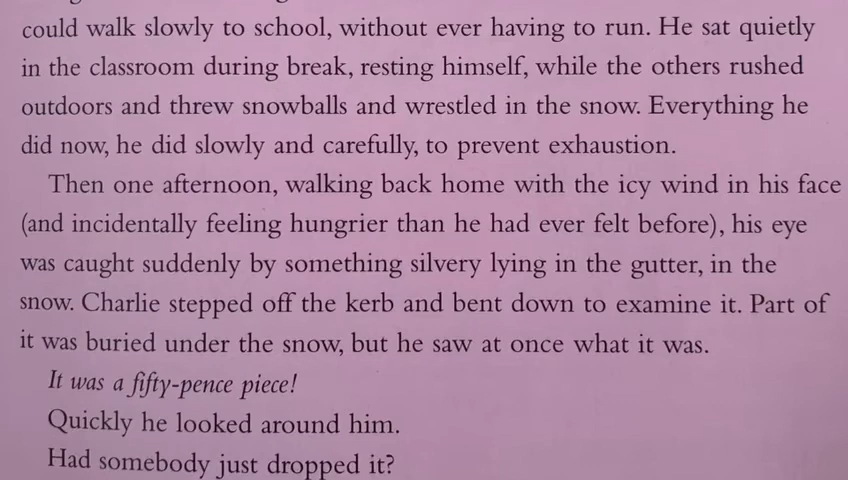 could walk slowly to school, without ever having to run. He sat quietly
in the classroom during break, resting himself, while the others rushed
outdoors and threw snowballs and wrestled in the snow. Everything he
did now, he did slowly and carefully, to prevent exhaustion.
Then one afternoon, walking back home with the icy wind in his face
(and incidentally feeling hungrier than he had ever felt before), his eye
was caught suddenly by something silvery lying in the gutter, in the
snow. Charlie stepped off the kerb and bent down to examine it. Part of
it was buried under the snow, but he saw at once what it was.
It was a fifty-pence piece!
Quickly he looked around him.
Had somebody just dropped it?